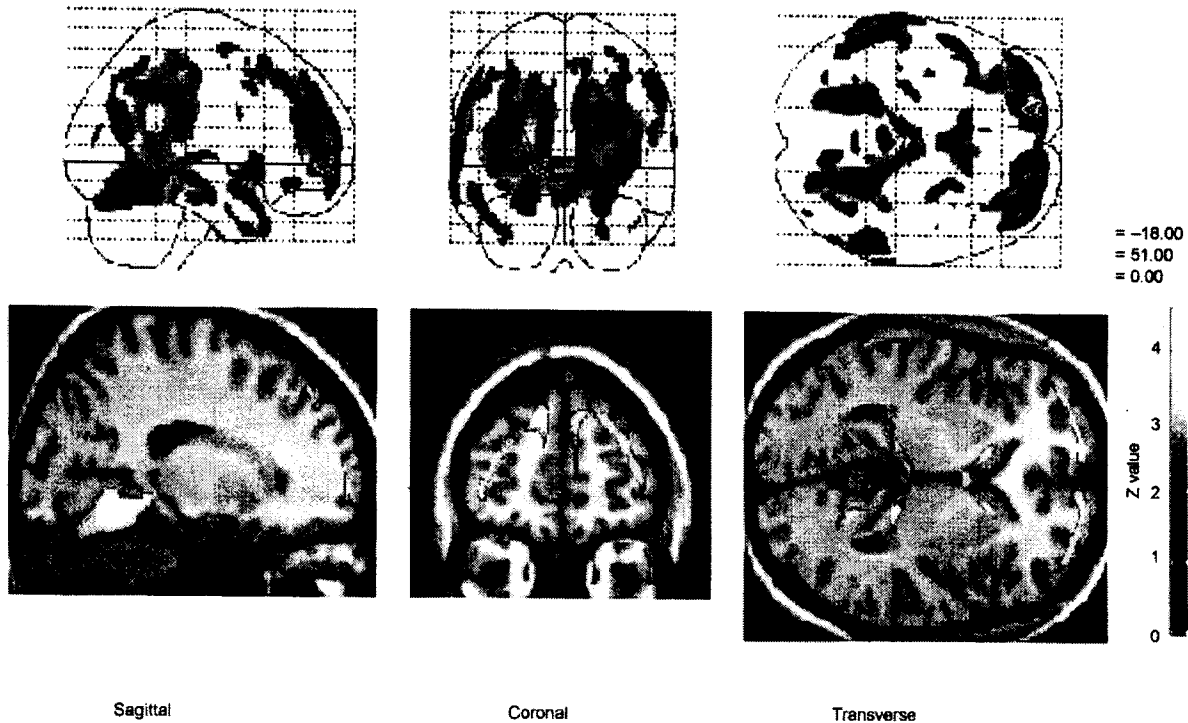 = –18.00
= 51.00
= 0.00
4
3
2
1
0
Z value
Sagittal
Coronal
Transverse